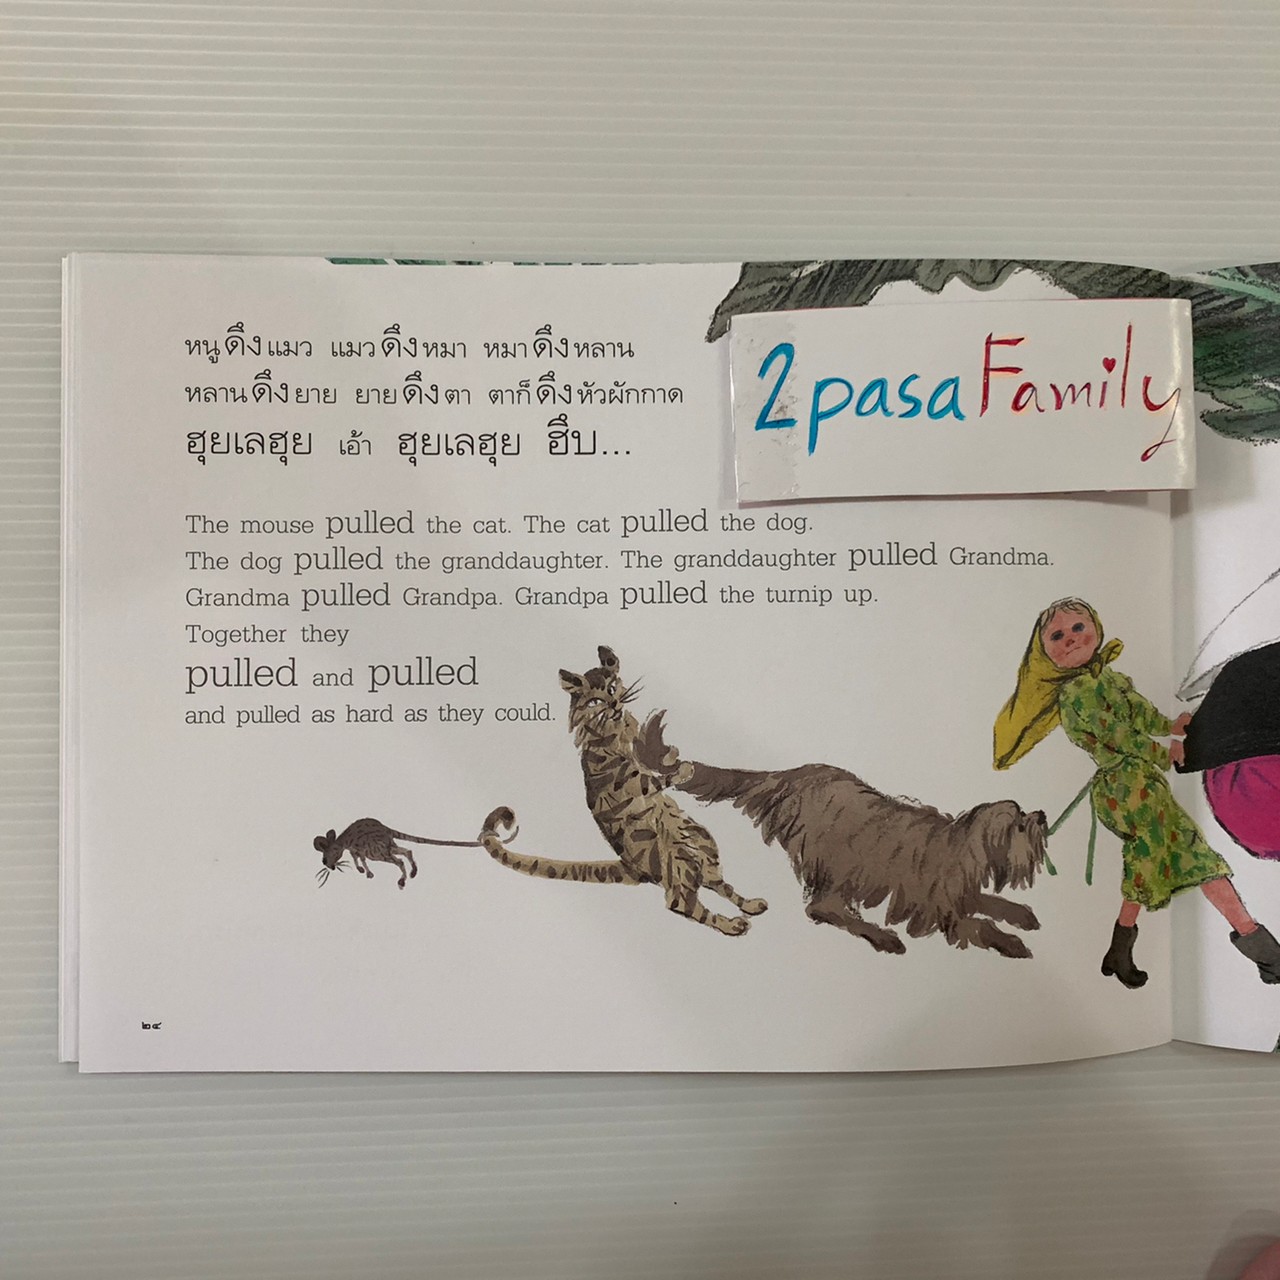 หนูดึงแมว แมวดึงหมา หมาดึงหลาน
หลานดึงยาย ยายดึงตา ตาก็ดึงหัวผักกาด
ฮุยเลฮุย เอ้า ฮุยเลฮุย ฮึบ...
2pasaFamily
The mouse pulled the cat. The cat pulled the dog.
The dog pulled the granddaughter. The granddaughter pulled Grandma.
Grandma pulled Grandpa. Grandpa pulled the turnip up.
Together they
pulled and pulled
and pulled as hard as they could.